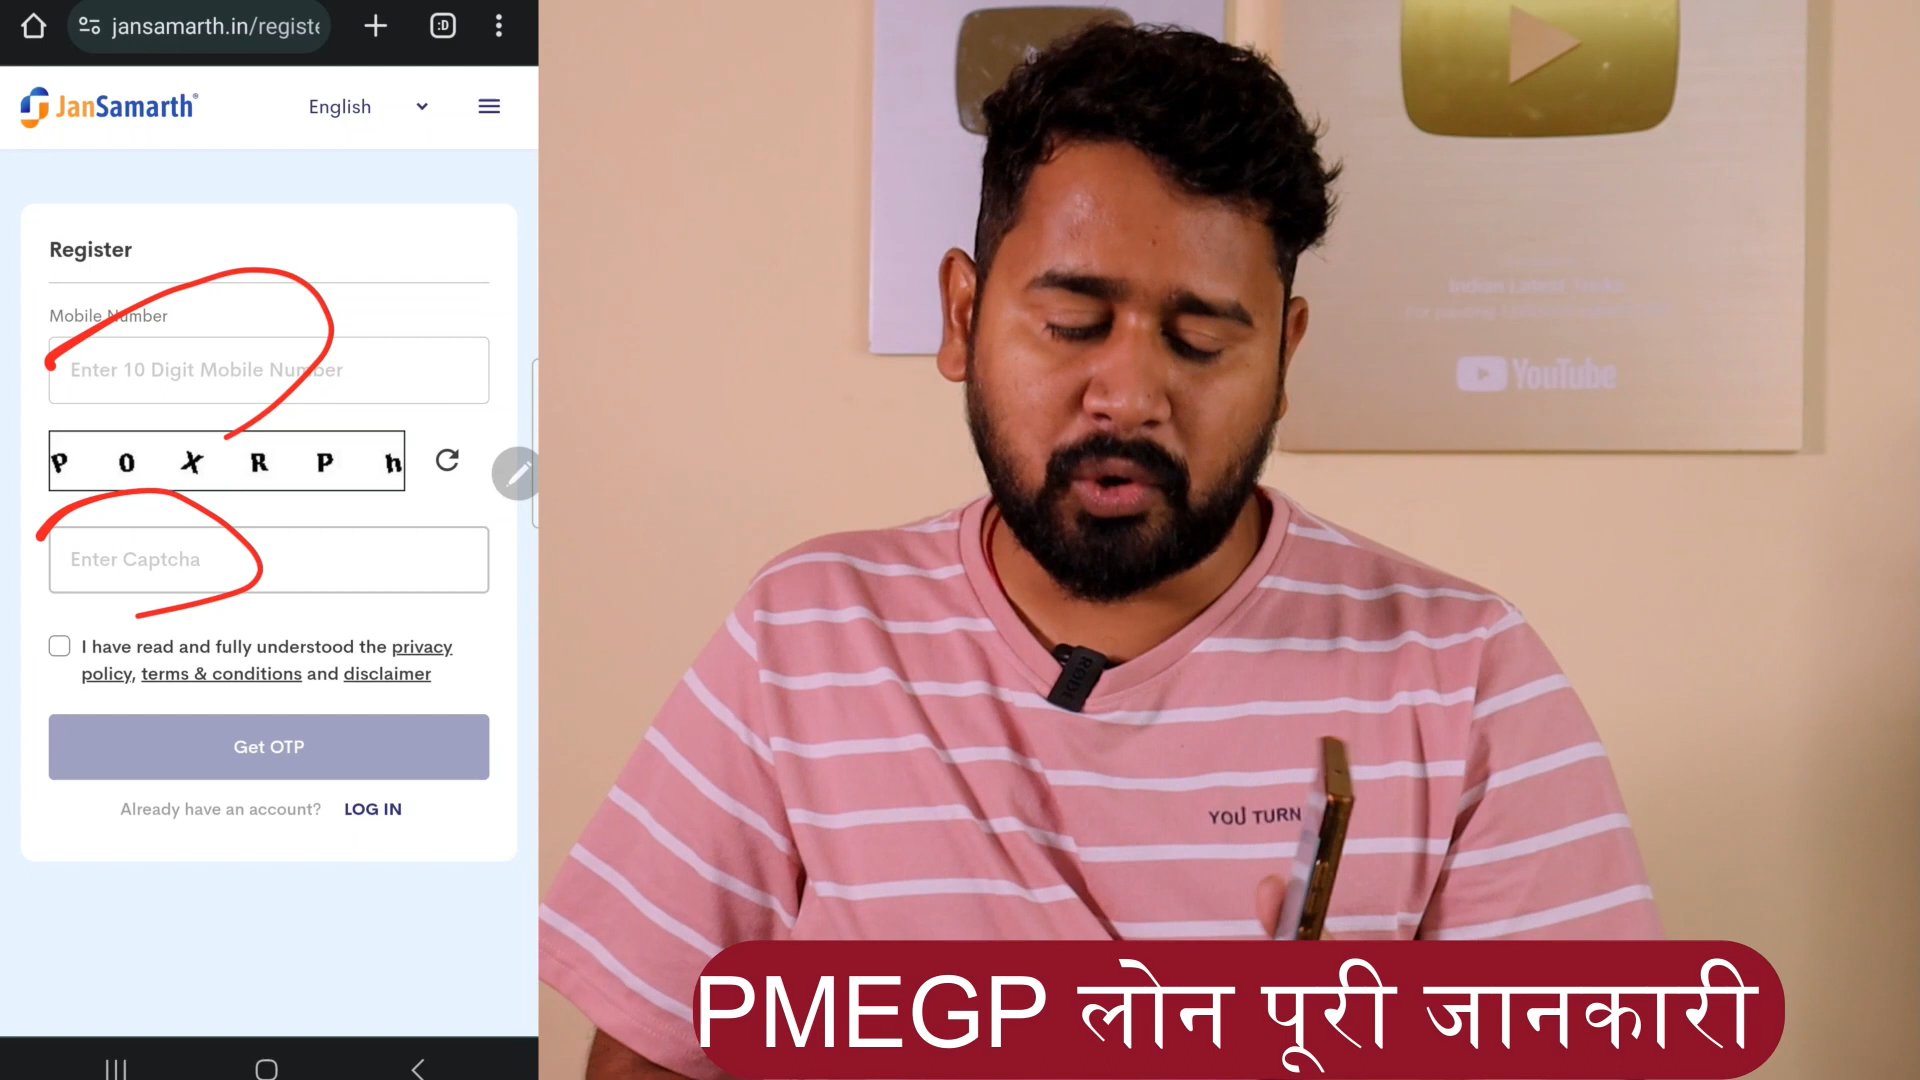 jansamarth.in/registe
:D
JanSamarth®
English
Register
Mobile Number
Enter 10 Digit Mobile Number
P 0 X R P h
Enter Captcha
I have read and fully understood the privacy
policy, terms & conditions and disclaimer
Get OTP
Already have an account? LOG IN
YouTube
RØDE
YOU TURN
PMEGP लोन पूरी जानकारी